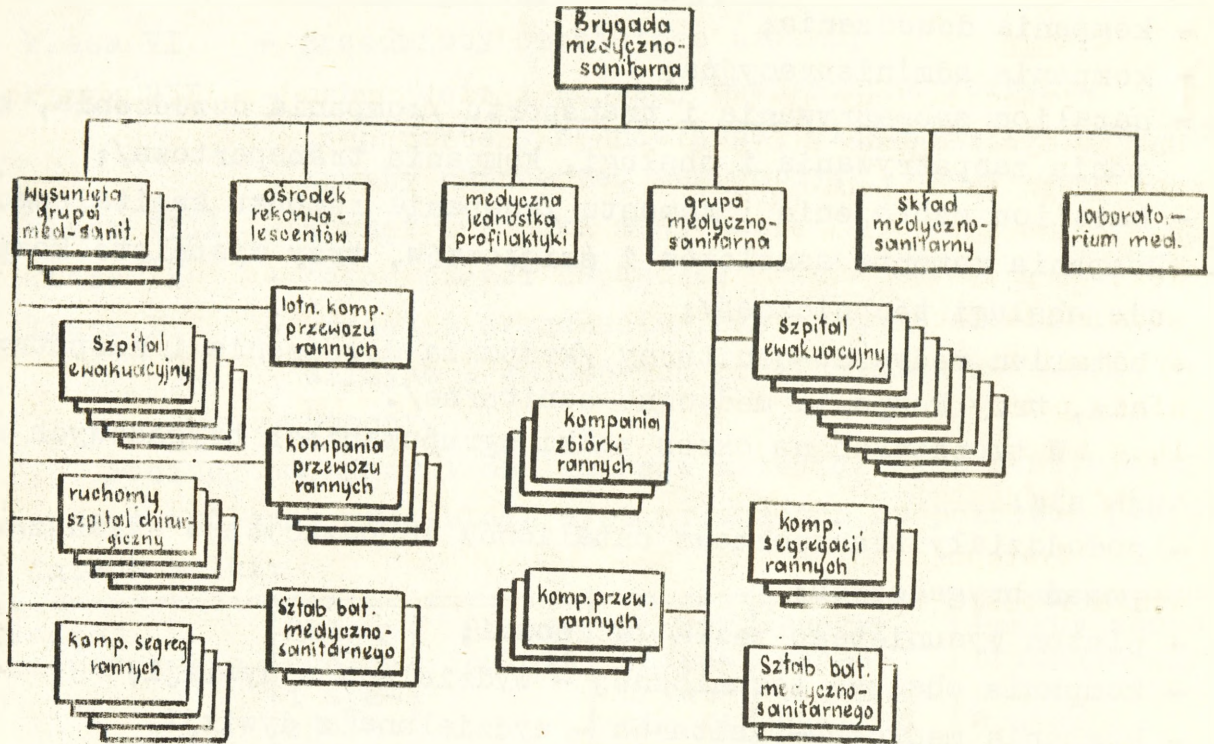 Brygada
medyczno-
sanitarna
wysunięta
grupa
med-sanit.
ośrodek
rekonwa-
lescentów
medyczna
jednostka
profilaktyki
grupa
medyczno-
sanitarna
skład
medyczno-
sanitarny
laborato.-
rium med.
lotn. komp.
przewozu
rannych
Szpital
ewakuacyjny
kompania
przewozu
rannych
ruchomy
szpital chirur-
giczny
Sztab bat.
medyczno-
sanitarnego
komp. segreg
rannych
Szpital
ewakuacyjny
kompania
zbiórki
rannych
komp.
segregacji
rannych
komp. przew.
rannych
Sztab bat.
medyczno-
sanitarnego